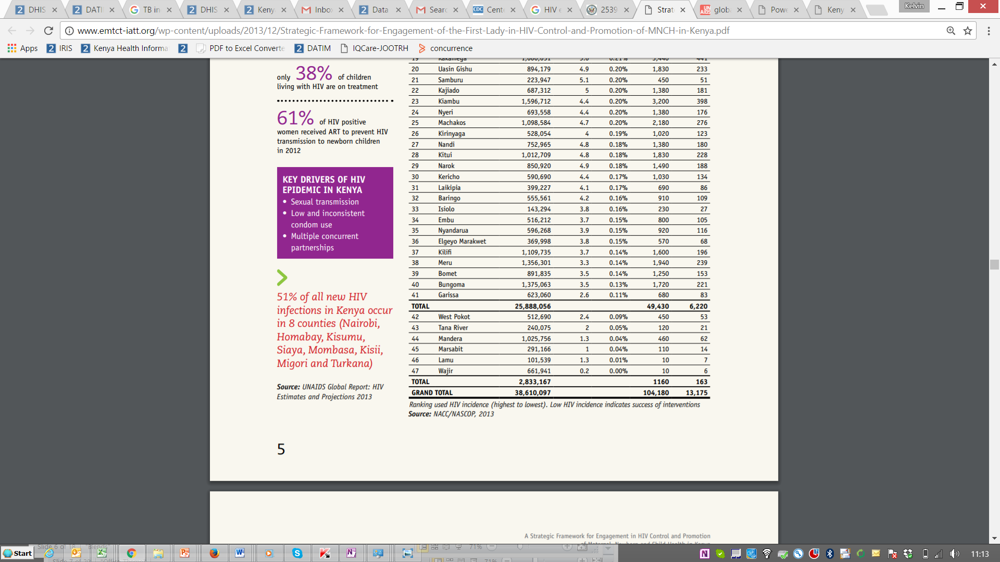 DHIS
DATI
TB in
DHIS
Keny
Inbo
Data
Sear
CDC Cent
HIV e
2539
Strat
glob
Powe
Keny
Kelvin
www.emtct-iatt.org/wp-content/uploads/2013/12/Strategic-Framework-for-Engagement-of-the-First-Lady-in-HIV-Control-and-Promotion-of-MNCH-in-Kenya.pdf
Apps 2 IRIS 2 Kenya Health Informa 2 PDF to Excel Converte 2 DATIM IQCare-JOOTRH concurrence
only 38% of children
living with HIV are on treatment
61% of HIV positive
women received ART to prevent HIV
transmission to newborn children
in 2012
KEY DRIVERS OF HIV
EPIDEMIC IN KENYA
• Sexual transmission
• Low and inconsistent
condom use
• Multiple concurrent
partnerships
51% of all new HIV
infections in Kenya occur
in 8 counties (Nairobi,
Homabay, Kisumu,
Siaya, Mombasa, Kisii,
Migori and Turkana)
Source: UNAIDS Global Report: HIV
Estimates and Projections 2013
20 Uasin Gishu 894,179 4.9 0.20% 1,830 233
21 Samburu 223,947 5.1 0.20% 450 51
22 Kajiado 687,312 5 0.20% 1,380 181
23 Kiambu 1,596,712 4.4 0.20% 3,200 398
24 Nyeri 693,558 4.4 0.20% 1,380 176
25 Machakos 1,098,584 4.7 0.20% 2,180 276
26 Kirinyaga 528,054 4 0.19% 1,020 123
27 Nandi 752,965 4.8 0.18% 1,380 180
28 Kitui 1,012,709 4.8 0.18% 1,830 228
29 Narok 850,920 4.9 0.18% 1,490 188
30 Kericho 590,690 4.4 0.17% 1,030 134
31 Laikipia 399,227 4.1 0.17% 690 86
32 Baringo 555,561 4.2 0.16% 910 109
33 Isiolo 143,294 3.8 0.16% 230 27
34 Embu 516,212 3.7 0.15% 800 105
35 Nyandarua 596,268 3.9 0.15% 920 116
36 Elgeyo Marakwet 369,998 3.8 0.15% 570 68
37 Kilifi 1,109,735 3.7 0.14% 1,600 196
38 Meru 1,356,301 3.3 0.14% 1,940 239
39 Bomet 891,835 3.5 0.14% 1,250 153
40 Bungoma 1,375,063 3.5 0.13% 1,720 221
41 Garissa 623,060 2.6 0.11% 680 83
TOTAL 25,888,056 49,430 6,220
42 West Pokot 512,690 2.4 0.09% 450 53
43 Tana River 240,075 2 0.05% 120 21
44 Mandera 1,025,756 1.3 0.04% 460 62
45 Marsabit 291,166 1 0.04% 110 14
46 Lamu 101,539 1.3 0.01% 10 7
47 Wajir 661,941 0.2 0.00% 10 6
TOTAL 2,833,167 1160 163
GRAND TOTAL 38,610,097 104,180 13,175
Ranking used HIV incidence (highest to lowest). Low HIV incidence indicates success of interventions
Source: NACC/NASCOP, 2013
5
A Strategic Framework for Engagement in HIV Control and Promotion
Start
71%
11:13